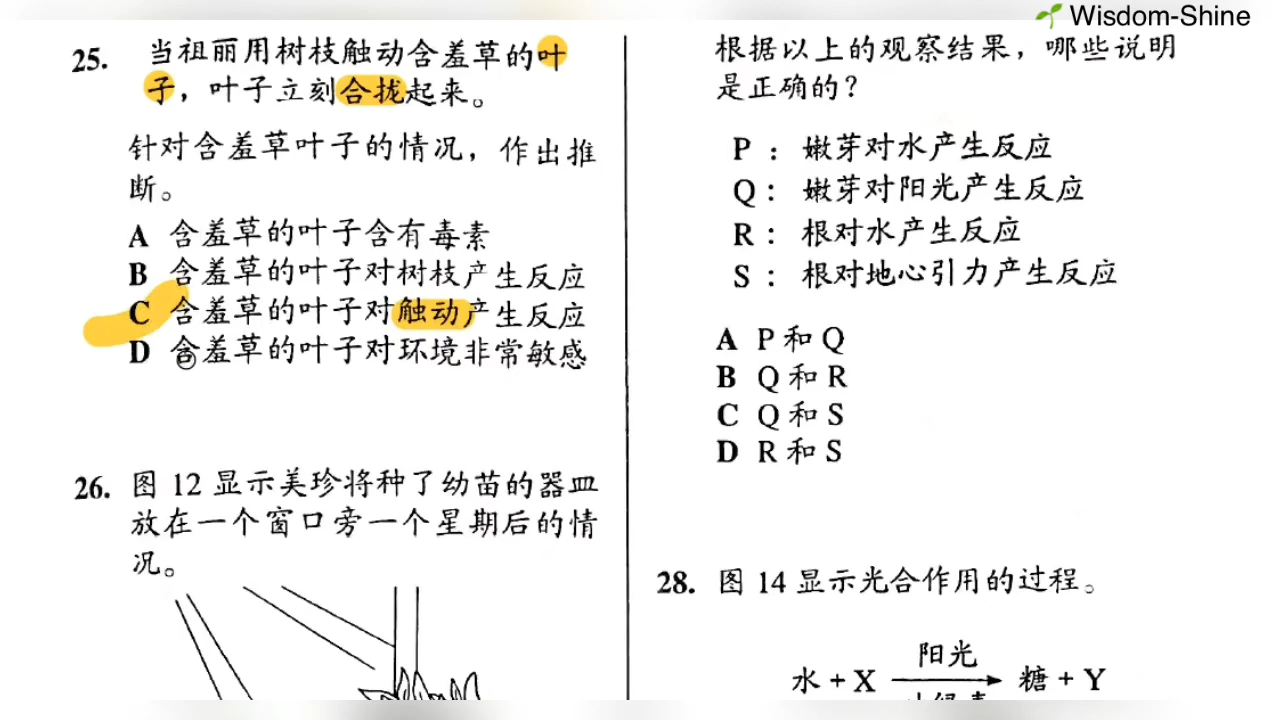 Wisdom-Shine
25. 当祖丽用树枝触动含羞草的叶
子，叶子立刻合拢起来。
针对含羞草叶子的情况，作出推
断。
A 含羞草的叶子含有毒素
B 含羞草的叶子对树枝产生反应
C 含羞草的叶子对触动产生反应
D 含羞草的叶子对环境非常敏感
26. 图 12 显示美珍将种了幼苗的器皿
放在一个窗口旁一个星期后的情
况。
根据以上的观察结果，哪些说明
是正确的？
P ： 嫩芽对水产生反应
Q ： 嫩芽对阳光产生反应
R ： 根对水产生反应
S ： 根对地心引力产生反应
A P 和 Q
B Q 和 R
C Q 和 S
D R 和 S
28. 图 14 显示光合作用的过程。
阳光
水 + X → 糖 + Y